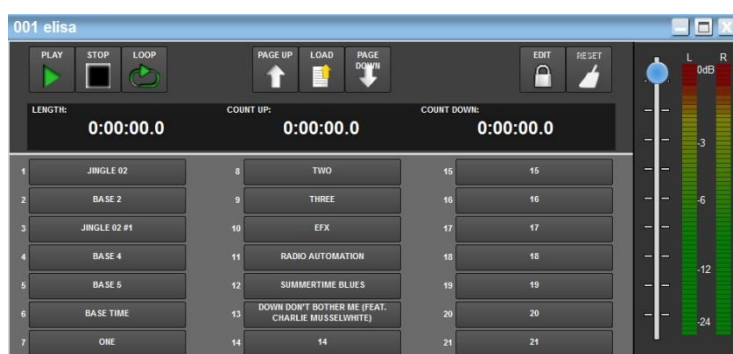 001 elisa
PLAY STOP LOOP PAGE UP LOAD PAGE DOWN EDIT RESET
L R
0dB
LENGTH: COUNT UP: COUNT DOWN:
0:00:00.0 0:00:00.0 0:00:00.0
-3
1 JINGLE 02 8 TWO 15 15
2 BASE 2 9 THREE 16 16
-6
3 JINGLE 02 #1 10 EFX 17 17
4 BASE 4 11 RADIO AUTOMATION 18 18
-12
5 BASE 5 12 SUMMERTIME BLUES 19 19
6 BASE TIME 13 DOWN DON'T BOTHER ME (FEAT.
CHARLIE MUSSELWHITE) 20 20
-24
7 ONE 14 14 21 21